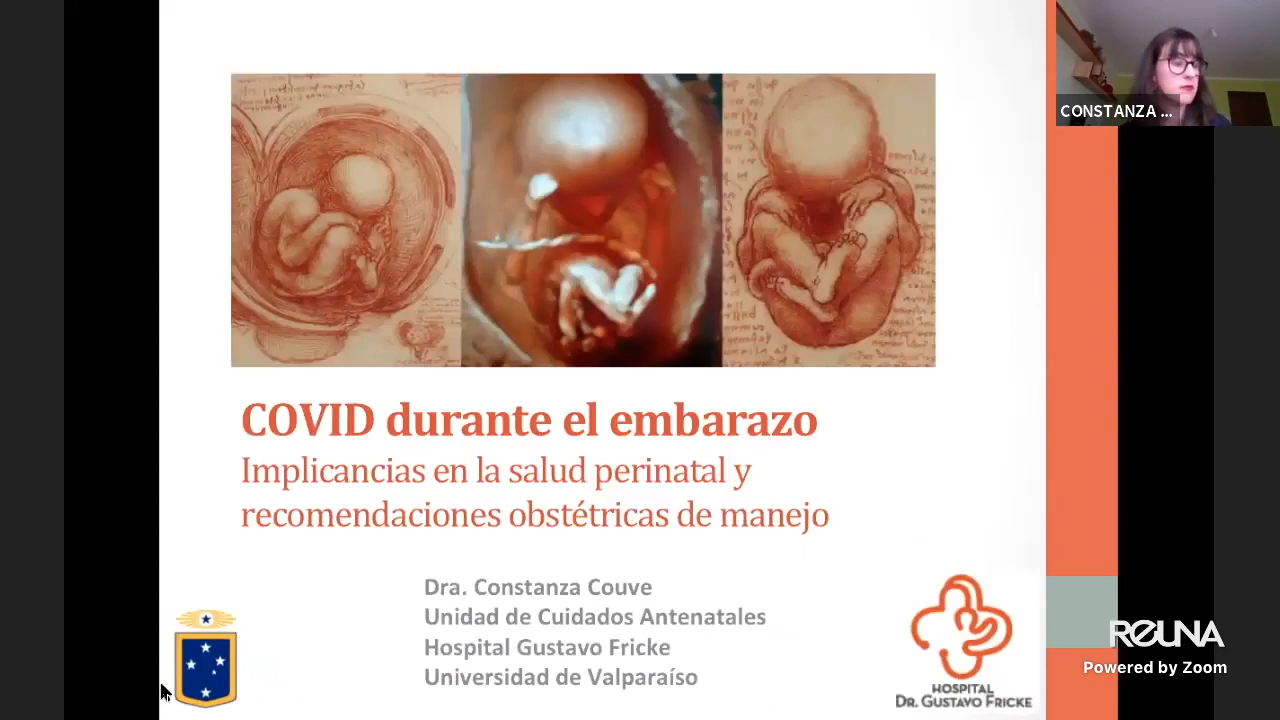 CONSTANZA ...
COVID durante el embarazo
Implicancias en la salud perinatal y
recomendaciones obstétricas de manejo
Dra. Constanza Couve
Unidad de Cuidados Antenatales
Hospital Gustavo Fricke
Universidad de Valparaíso
HOSPITAL
DR. GUSTAVO FRICKE
REUNA
Powered by Zoom